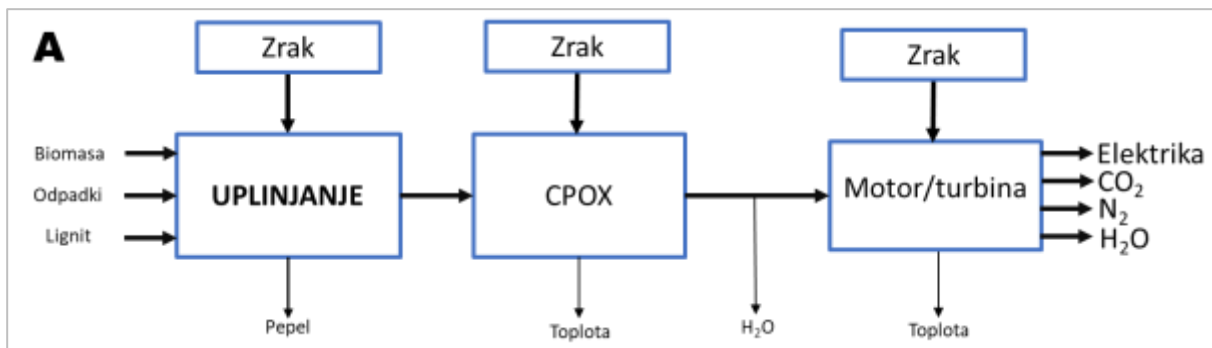 A
Zrak
Zrak
Zrak
Biomasa
Odpadki
Lignit
UPLINJANJE
CPOX
Motor/turbina
Elektrika
CO₂
N₂
H₂O
Pepel
Toplota
H₂O
Toplota